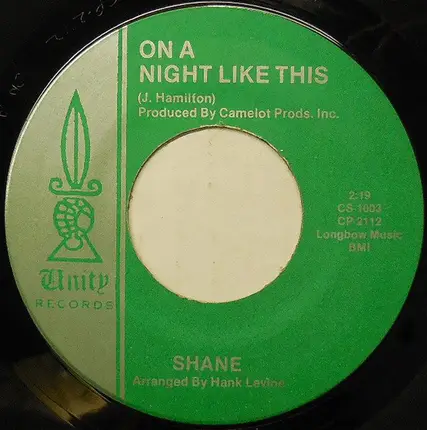 ON A
NIGHT LIKE THIS
(J. Hamilton)
Produced By Camelot Prods. Inc.
2:19
CS-1603
CP-2112
Longbow Music
BMI
Unity
RECORDS
SHANE
Arranged By Hank Levine